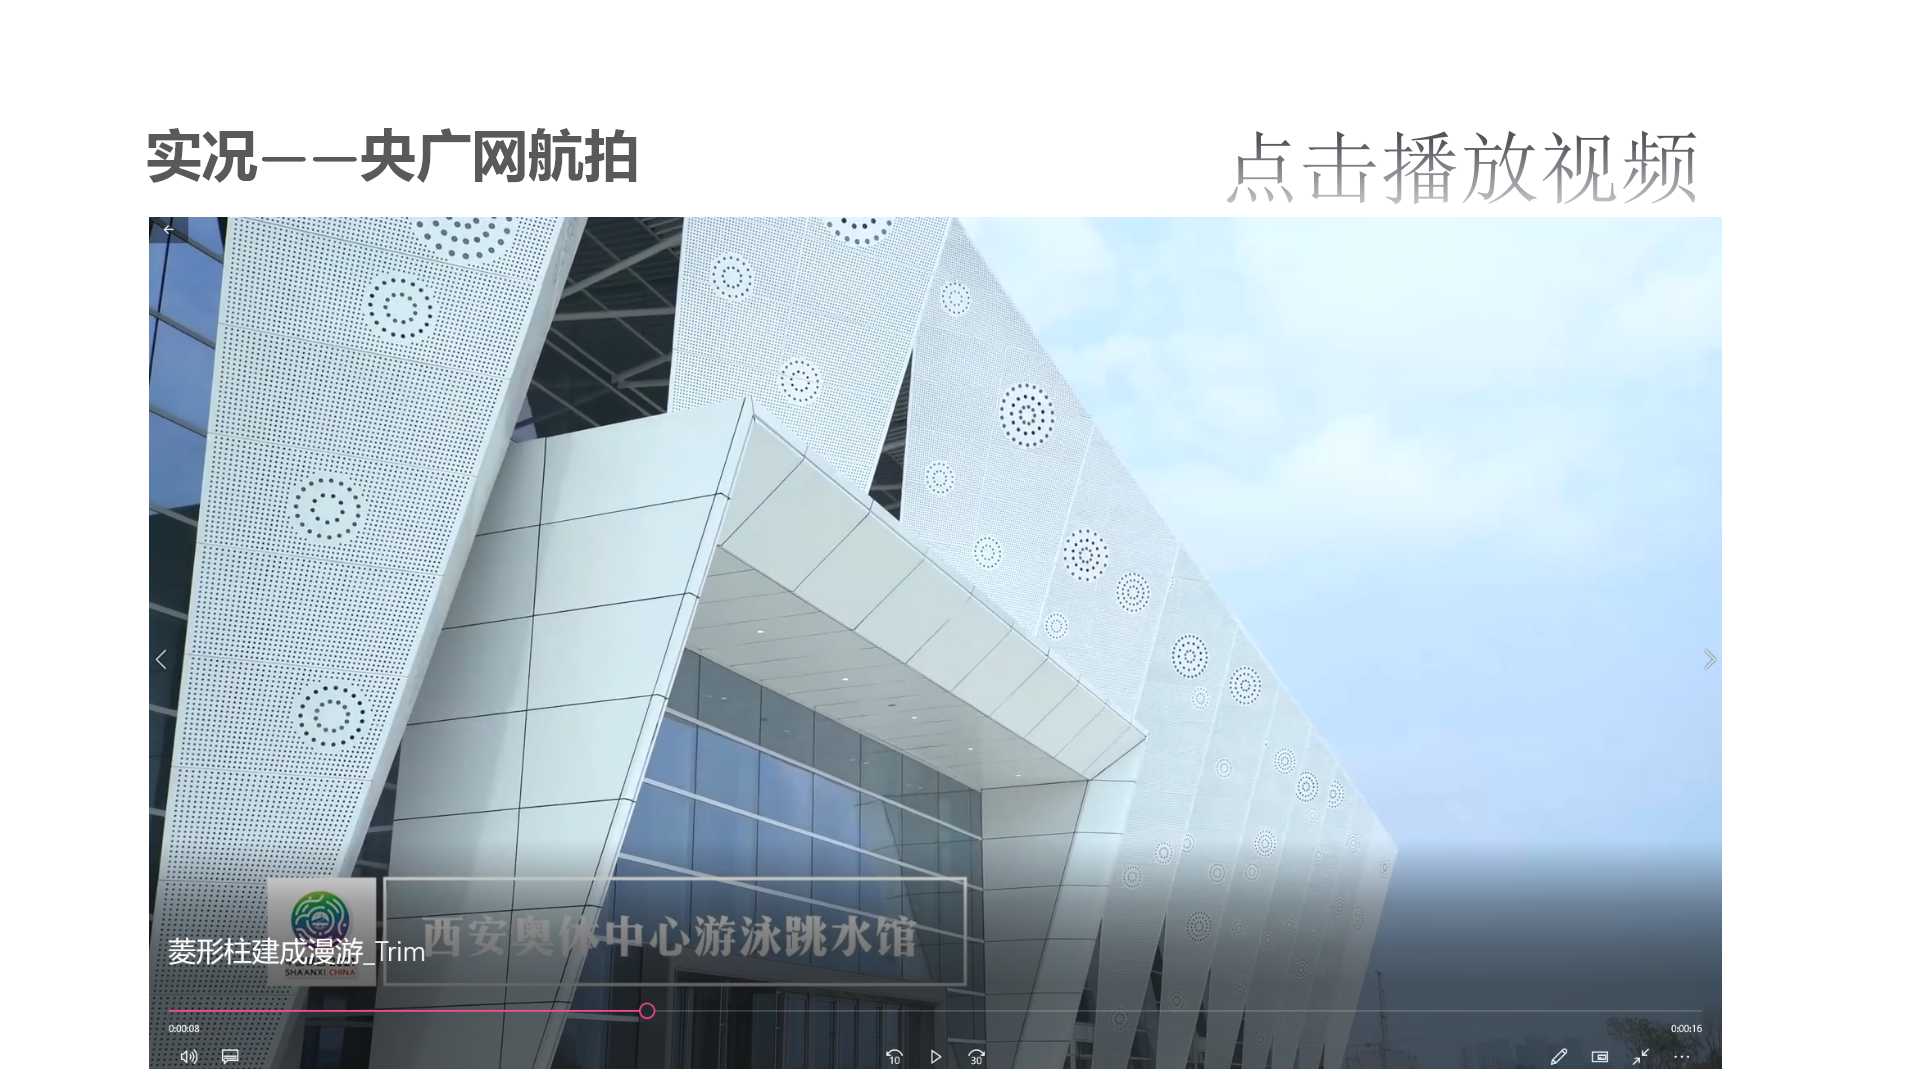 实况——央广网航拍
点击播放视频
西安奥体中心游泳跳水馆
菱形柱建成漫游_Trim
SHAANXI CHINA
0:00:08
0:00:16
10
30